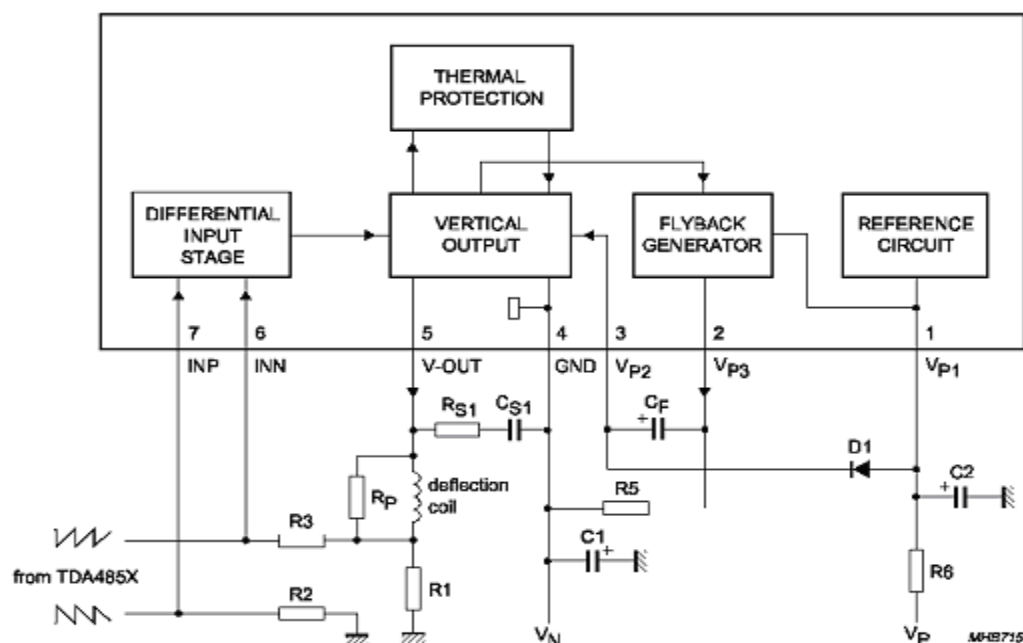 THERMAL
PROTECTION
DIFFERENTIAL
INPUT
STAGE
VERTICAL
OUTPUT
FLYBACK
GENERATOR
REFERENCE
CIRCUIT
7 6 5 4 3 2 1
INP INN V-OUT GND VP2 VP3 VP1
RS1 CS1 CF
D1
C2
RP
deflection
coil
R5
R3
C1
from TDA485X
R1
R6
R2
VN VP